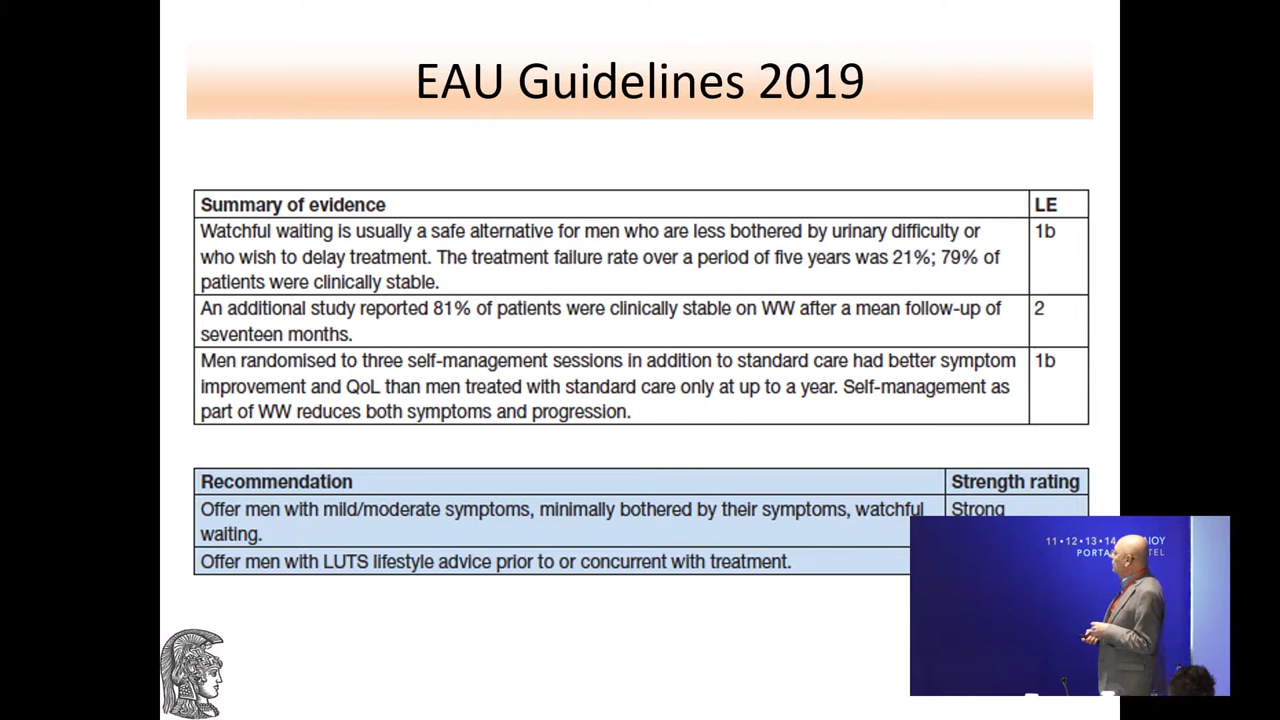 EAU Guidelines 2019
Summary of evidence LE
Watchful waiting is usually a safe alternative for men who are less bothered by urinary difficulty or 1b
who wish to delay treatment. The treatment failure rate over a period of five years was 21%; 79% of
patients were clinically stable.
An additional study reported 81% of patients were clinically stable on WW after a mean follow-up of 2
seventeen months.
Men randomised to three self-management sessions in addition to standard care had better symptom 1b
improvement and QoL than men treated with standard care only at up to a year. Self-management as
part of WW reduces both symptoms and progression.
Recommendation Strength rating
Offer men with mild/moderate symptoms, minimally bothered by their symptoms, watchful Strong
waiting.
Offer men with LUTS lifestyle advice prior to or concurrent with treatment.
11•12•13•14